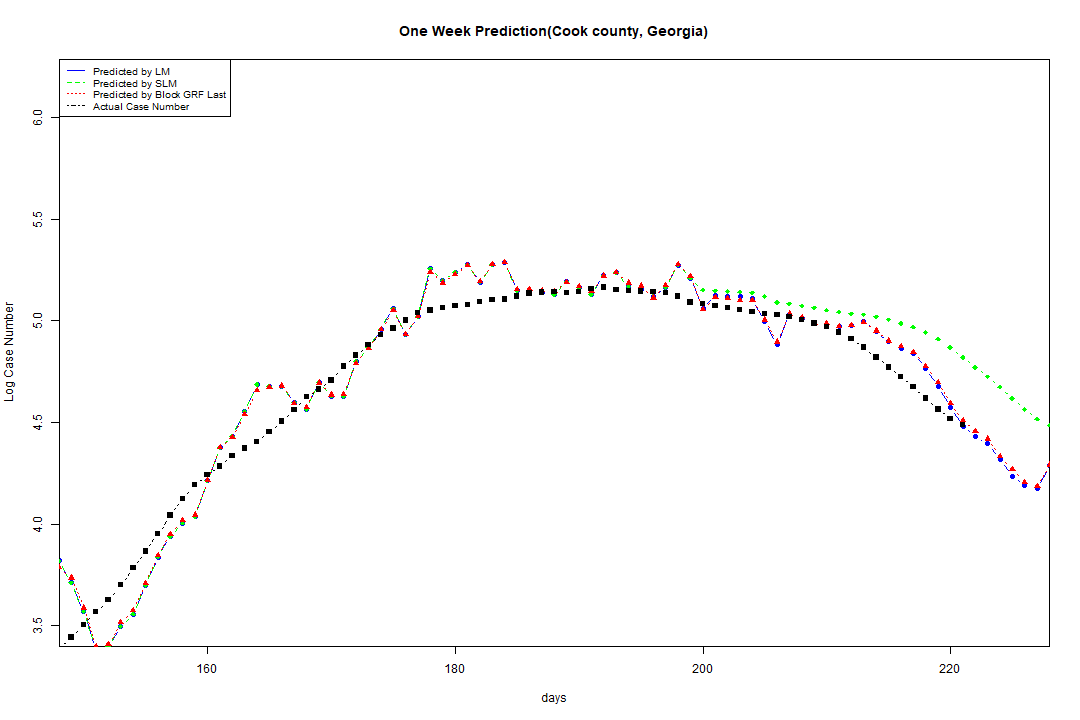 One Week Prediction(Cook county, Georgia)
Predicted by LM
Predicted by SLM
Predicted by Block GRF Last
Actual Case Number
Log Case Number
6.0
5.5
5.0
4.5
4.0
3.5
160
180
200
220
days